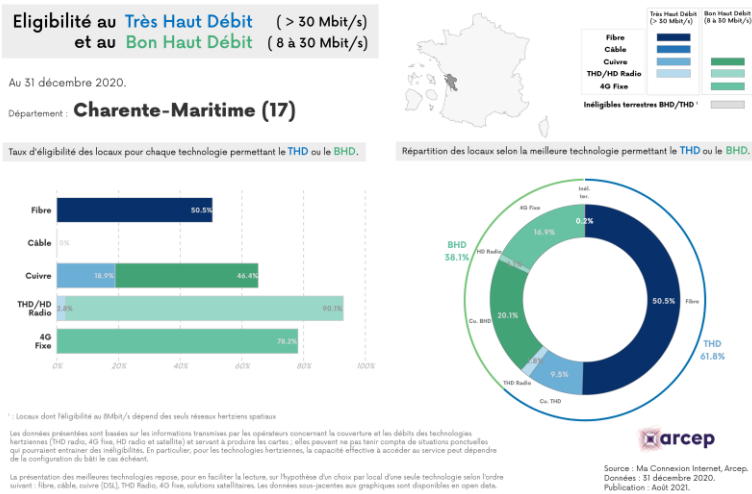 Eligibilité au Très Haut Débit ( > 30 Mbit/s)
et au Bon Haut Débit ( 8 à 30 Mbit/s)
Au 31 décembre 2020.
Département : Charente-Maritime (17)
Très Haut Débit
(> 30 Mbit/s)
Bon Haut Débit
(8 à 30 Mbit/s)
Fibre
Câble
Cuivre
THD/HD Radio
4G Fixe
Inéligibles terrestres BHD/THD ¹
Taux d'éligibilité des locaux pour chaque technologie permettant le THD ou le BHD.
Fibre
50.5%
Câble
0%
Cuivre
18.9%
46.4%
THD/HD
Radio
2.8%
90.1%
4G
Fixe
78.2%
0%
20%
40%
60%
80%
100%
Répartition des locaux selon la meilleure technologie permettant le THD ou le BHD.
Inél.
ter.
0.2%
4G Fixe
16.9%
BHD
38.1%
HD Radio
Cu. BHD
20.1%
Fibre
50.5%
THD
61.8%
THD Radio
Cu. THD
9.5%
¹ : Locaux dont l'éligibilité au 8Mbit/s dépend des seuls réseaux hertziens spatiaux
Les données présentées sont basées sur les informations transmises par les opérateurs concernant la couverture et les débits des technologies
hertziennes (THD radio, 4G fixe, HD radio et satellite) et servant à produire les cartes ; elles peuvent ne pas tenir compte de situations ponctuelles
qui pourraient entrainer des inéligibilités. En particulier, pour les technologies hertziennes, la capacité effective à accéder au service peut dépendre
de la configuration du bâti le cas échéant.
La présentation des meilleures technologies repose, pour en faciliter la lecture, sur l'hypothèse d'un choix par local d'une seule technologie selon l'ordre
suivant : fibre, câble, cuivre (DSL), THD Radio, 4G fixe, solutions satellitaires. Les données sous-jacentes aux graphiques sont disponibles en open data.
arcep
Source : Ma Connexion Internet, Arcep.
Données : 31 décembre 2020.
Publication : Août 2021.